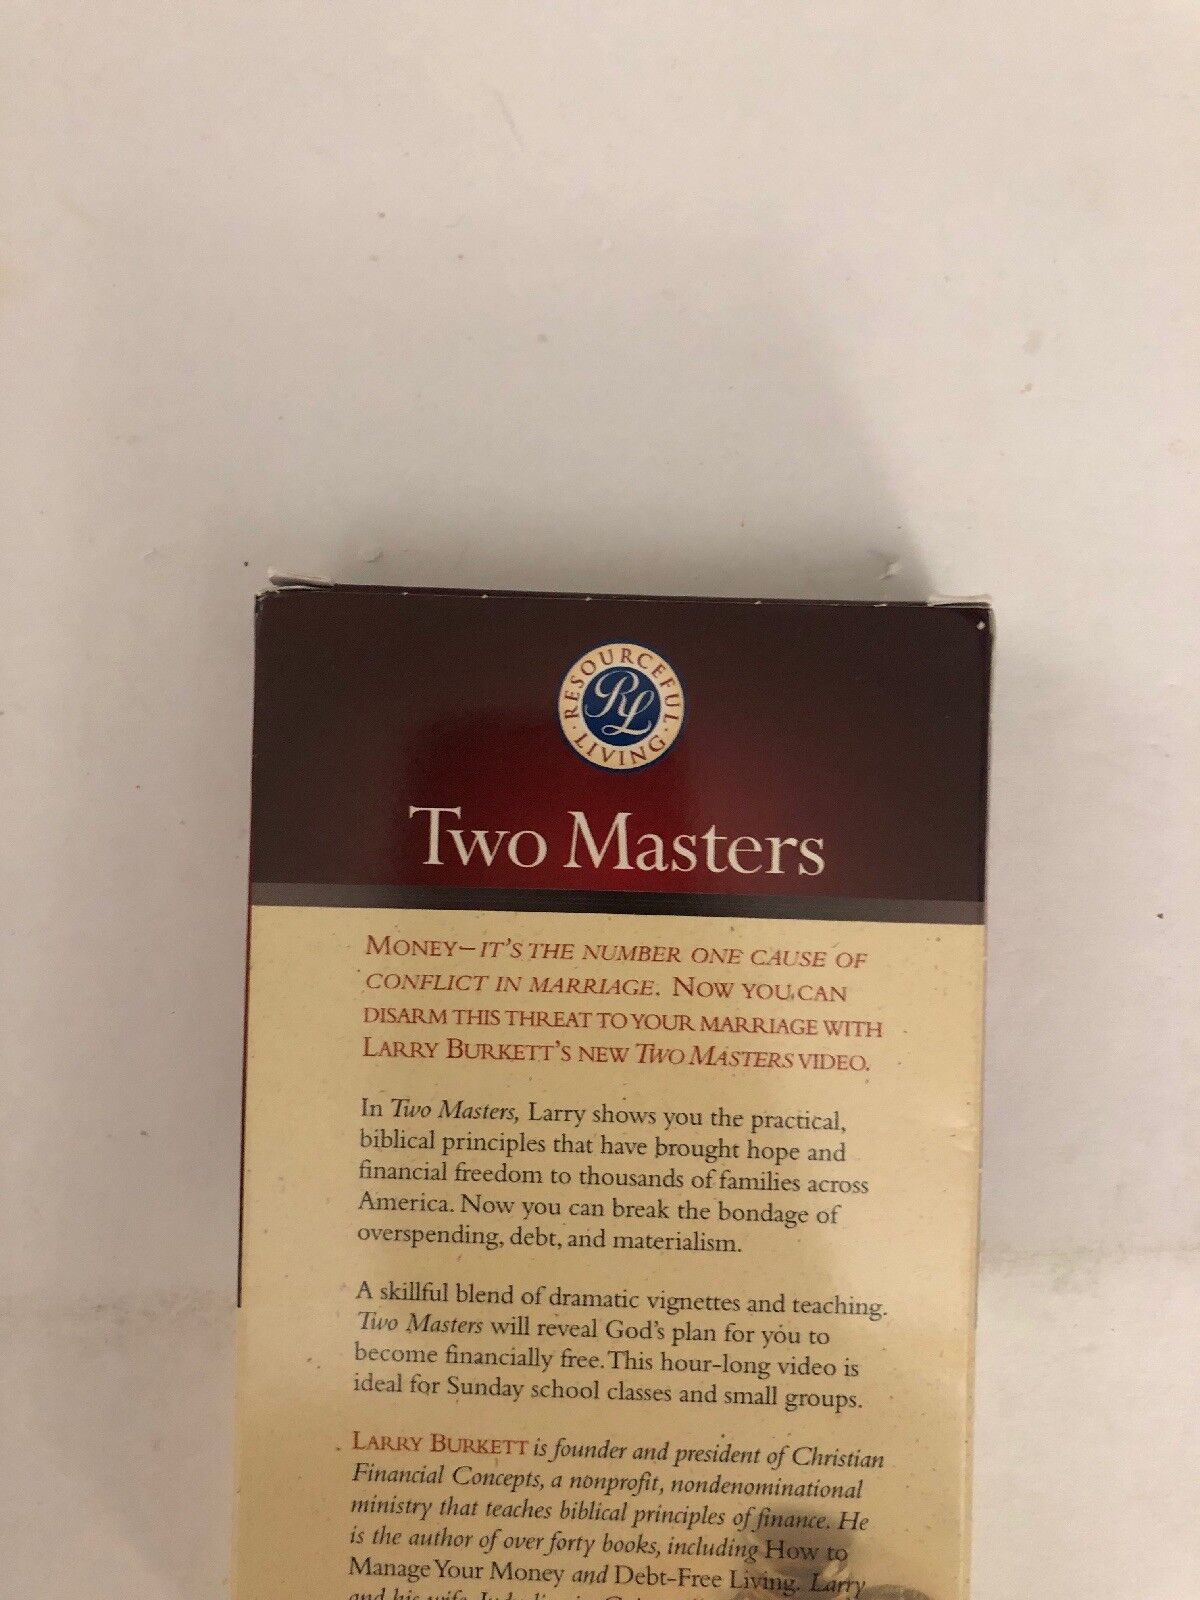 RESOURCEFUL
RL
LIVING
Two Masters
MONEY—IT'S THE NUMBER ONE CAUSE OF
CONFLICT IN MARRIAGE. NOW YOU CAN
DISARM THIS THREAT TO YOUR MARRIAGE WITH
LARRY BURKETT'S NEW TWO MASTERS VIDEO.
In Two Masters, Larry shows you the practical,
biblical principles that have brought hope and
financial freedom to thousands of families across
America. Now you can break the bondage of
overspending, debt, and materialism.
A skillful blend of dramatic vignettes and teaching.
Two Masters will reveal God's plan for you to
become financially free. This hour-long video is
ideal for Sunday school classes and small groups.
LARRY BURKETT is founder and president of Christian
Financial Concepts, a nonprofit, nondenominational
ministry that teaches biblical principles of finance. He
is the author of over forty books, including How to
Manage Your Money and Debt-Free Living. Larry
and his wife